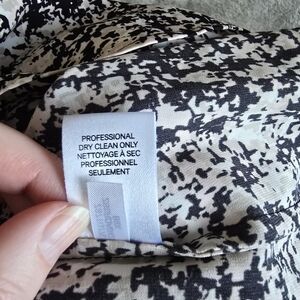 PROFESSIONAL
DRY CLEAN ONLY
NETTOYAGE À SEC
PROFESSIONNEL
SEULEMENT